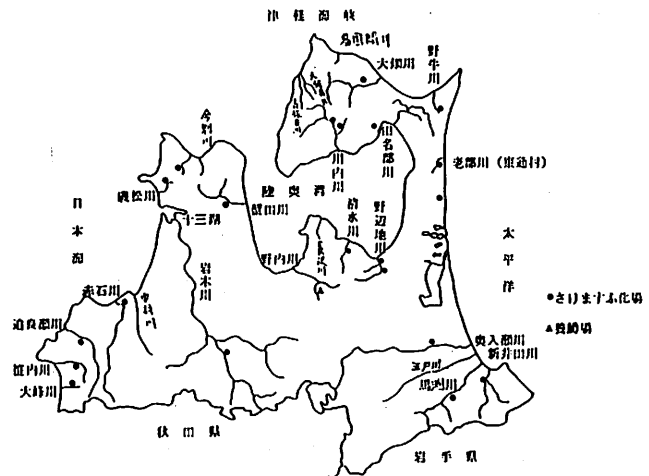 津軽海峡
大畑川
野牛川
今別川
川内川
田名部川
老部川（東通村）
陸奥湾
磯松川
蟹田川
清水川
野辺地川
日本海
十三湖
野内川
太平洋
岩木川
赤石川
●さけますふ化場
追良瀬川
▲養鱒場
奥入瀬川
新井田川
笹内川
五戸川
馬渕川
大峰川
秋田県
岩手県